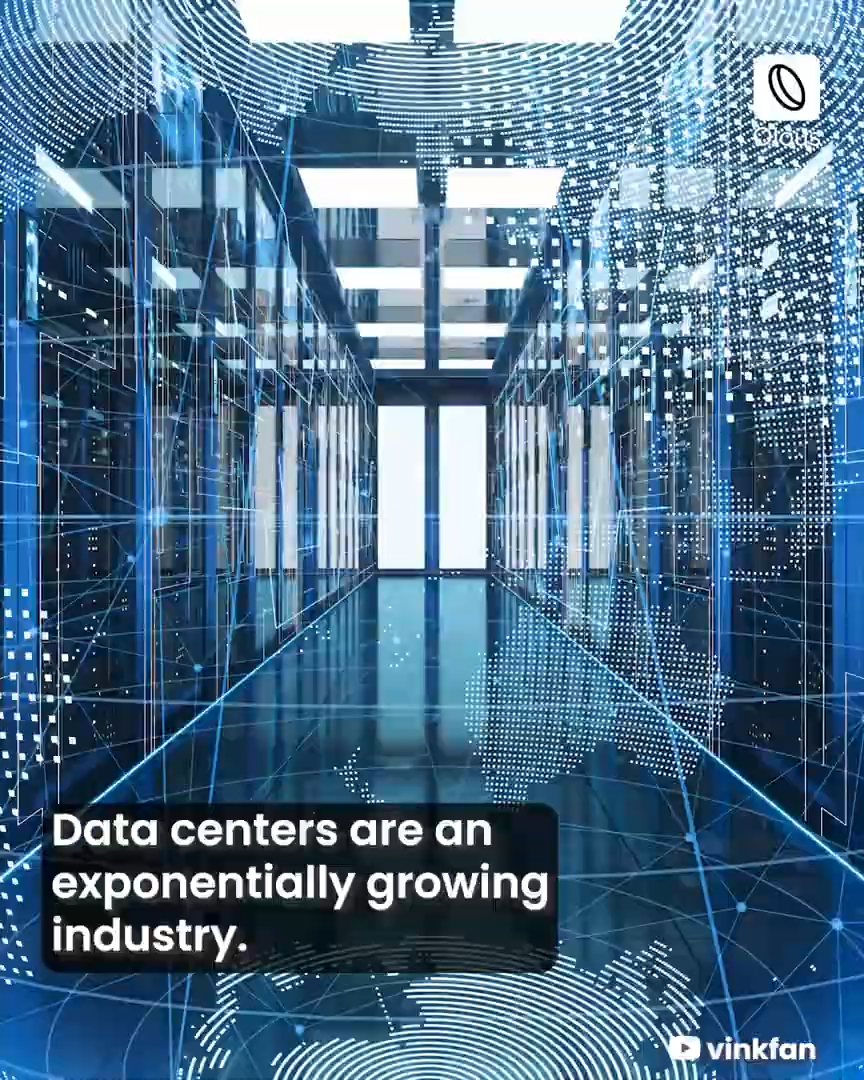 Data centers are an
exponentially growing
industry.
vinkfan